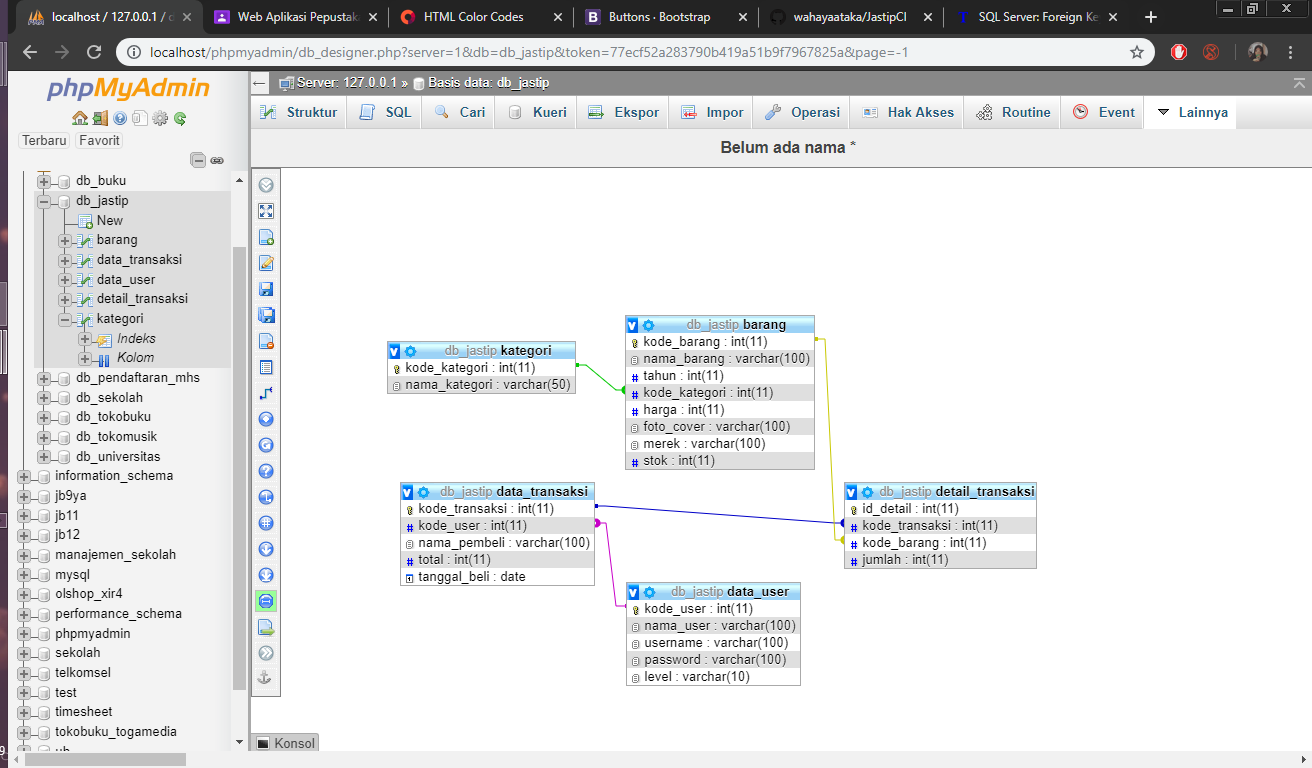 localhost / 127.0.0.1 / d
Web Aplikasi Pepustaka
HTML Color Codes
Buttons · Bootstrap
wahayaataka/JastipCI
SQL Server: Foreign Ke
localhost/phpmyadmin/db_designer.php?server=1&db=db_jastip&token=77ecf52a283790b419a51b9f7967825a&page=-1
phpMyAdmin
Terbaru
Favorit
Server: 127.0.0.1 » Basis data: db_jastip
Struktur
SQL
Cari
Kueri
Ekspor
Impor
Operasi
Hak Akses
Routine
Event
Lainnya
Belum ada nama *
db_buku
db_jastip
New
barang
data_transaksi
data_user
detail_transaksi
kategori
Indeks
Kolom
db_pendaftaran_mhs
db_sekolah
db_tokobuku
db_tokomusik
db_universitas
information_schema
jb9ya
jb11
jb12
manajemen_sekolah
mysql
olshop_xir4
performance_schema
phpmyadmin
sekolah
telkomsel
test
timesheet
tokobuku_togamedia
db_jastip kategori
kode_kategori : int(11)
nama_kategori : varchar(50)
db_jastip barang
kode_barang : int(11)
nama_barang : varchar(100)
tahun : int(11)
kode_kategori : int(11)
harga : int(11)
foto_cover : varchar(100)
merek : varchar(100)
stok : int(11)
db_jastip data_transaksi
kode_transaksi : int(11)
kode_user : int(11)
nama_pembeli : varchar(100)
total : int(11)
tanggal_beli : date
db_jastip detail_transaksi
id_detail : int(11)
kode_transaksi : int(11)
kode_barang : int(11)
jumlah : int(11)
db_jastip data_user
kode_user : int(11)
nama_user : varchar(100)
username : varchar(100)
password : varchar(100)
level : varchar(10)
Konsol